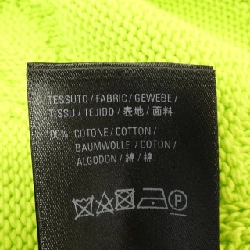 TESSUTO / FABRIC / GEWEBE /
TISSU / TEJIDO / 表地 / 面料
100% COTONE / COTTON /
BAUMWOLLE / COTON /
ALGODON / 綿 / 棉
P